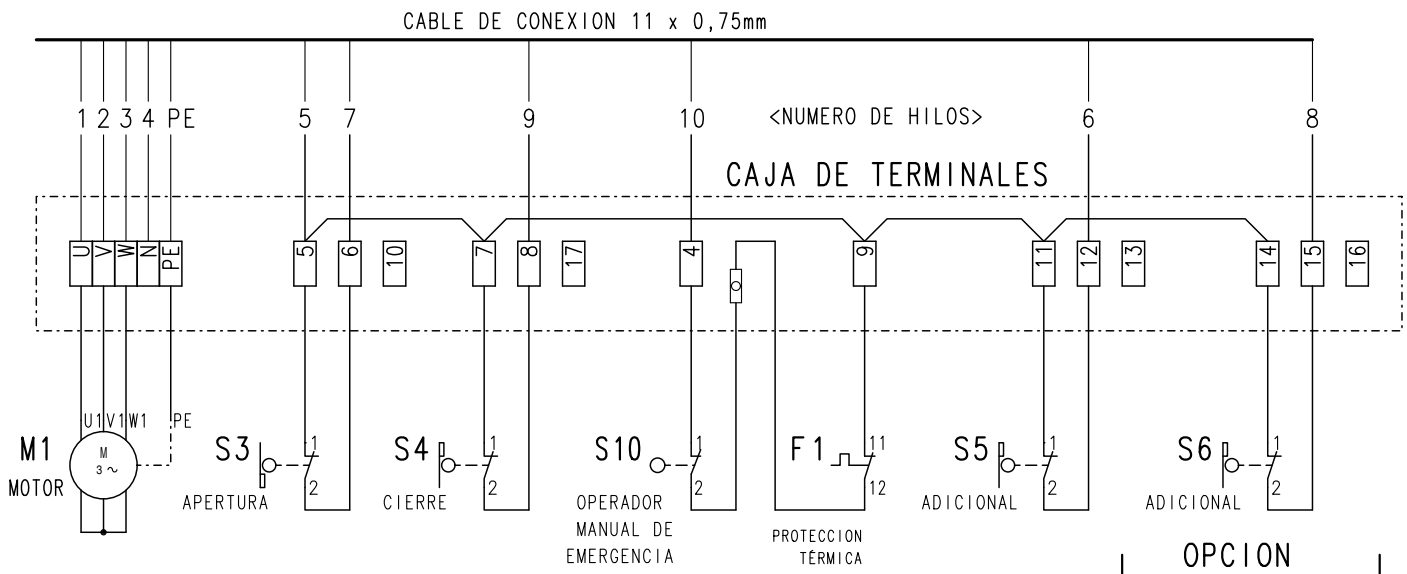 CABLE DE CONEXION 11 x 0,75mm
1 2 3 4 PE 5 7 9 10 <NUMERO DE HILOS> 6 8
CAJA DE TERMINALES
U V W N PE 5 6 10 7 8 17 4 9 11 12 13 14 15 16
U1 V1 W1 PE
M1
MOTOR
M
3 ~
S3
1
2
APERTURA
S4
1
2
CIERRE
S10
1
2
OPERADOR
MANUAL DE
EMERGENCIA
F1
11
12
PROTECCION
TÉRMICA
S5
1
2
ADICIONAL
S6
1
2
ADICIONAL
OPCION